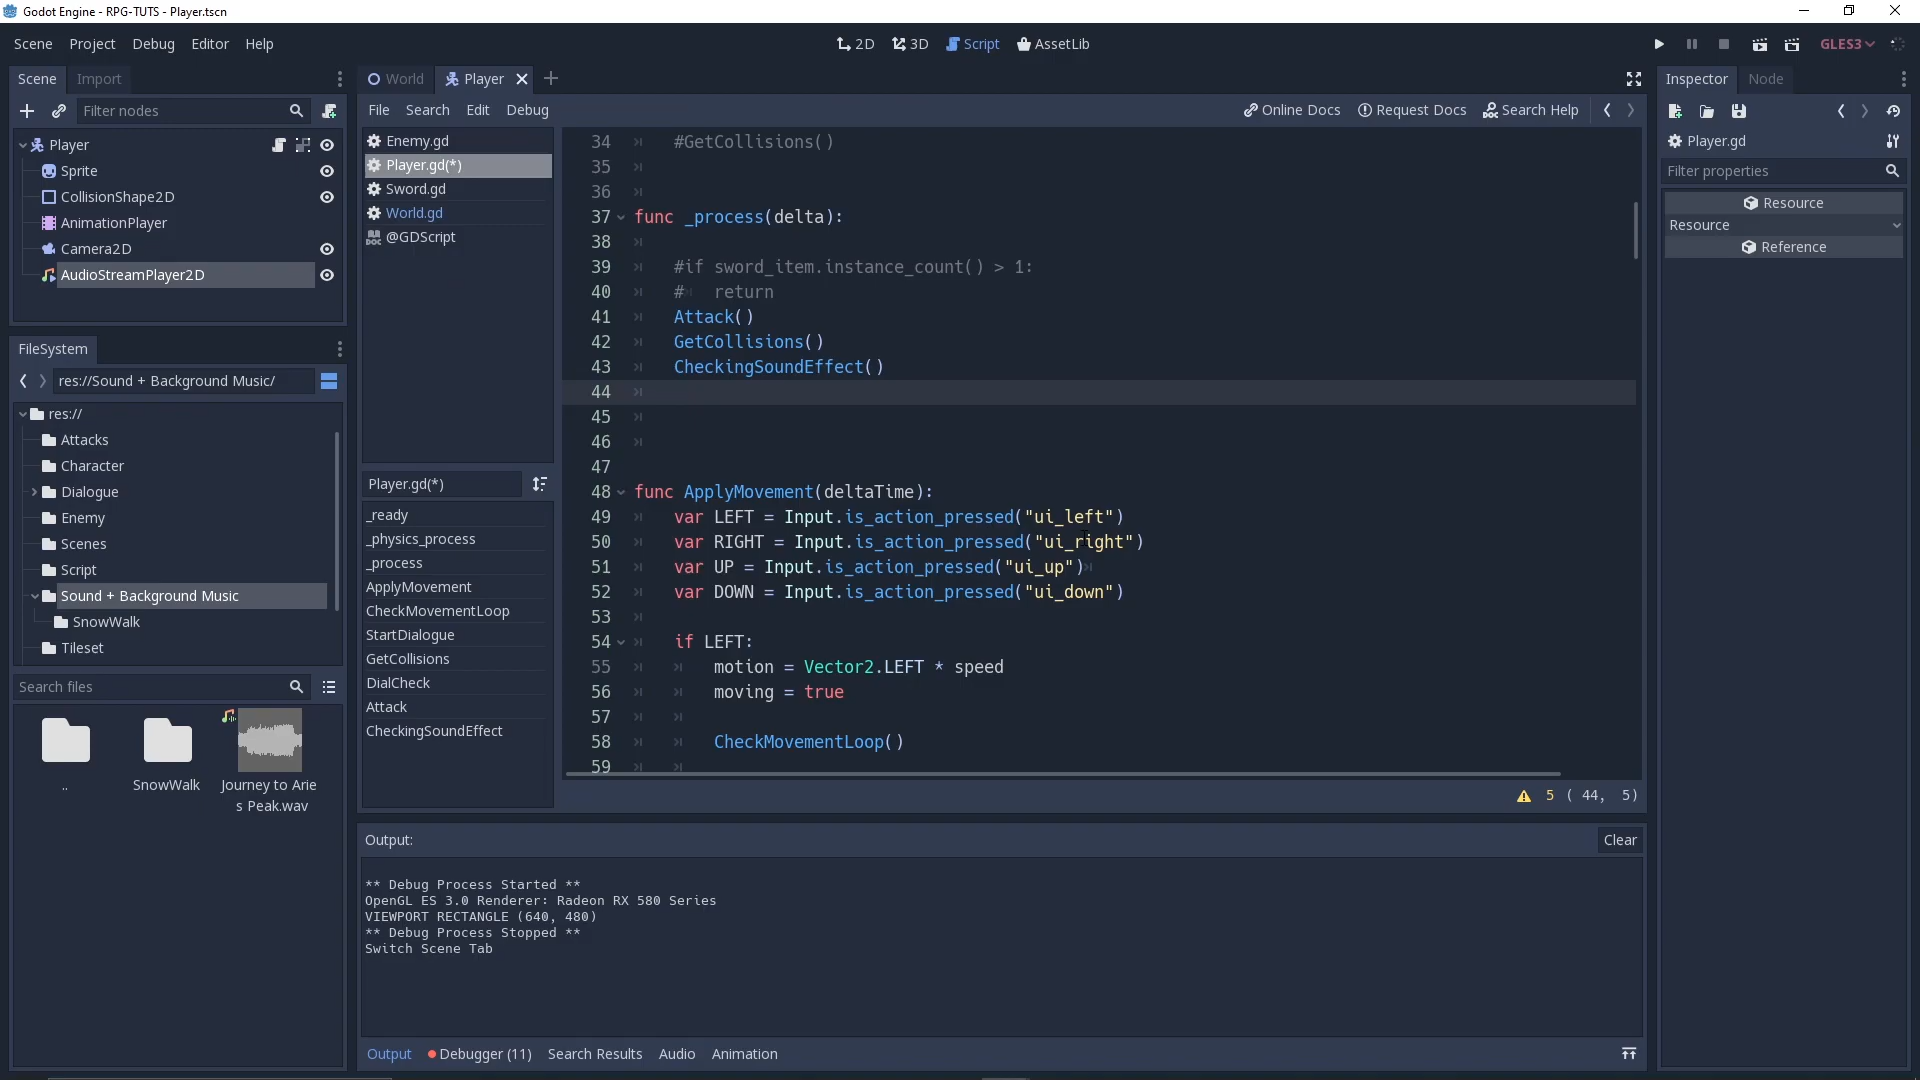 Godot Engine - RPG-TUTS - Player.tscn
Scene Project Debug Editor Help
2D 3D Script AssetLib
GLES3
Scene Import
Filter nodes
Player
Sprite
CollisionShape2D
AnimationPlayer
Camera2D
AudioStreamPlayer2D
FileSystem
res://Sound + Background Music/
res://
Attacks
Character
Dialogue
Enemy
Scenes
Script
Sound + Background Music
SnowWalk
Tileset
Search files
..
SnowWalk
Journey to Arie
s Peak.wav
World Player
File Search Edit Debug
Online Docs Request Docs Search Help
Enemy.gd
Player.gd(*)
Sword.gd
World.gd
@GDScript
Player.gd(*)
_ready
_physics_process
_process
ApplyMovement
CheckMovementLoop
StartDialogue
GetCollisions
DialCheck
Attack
CheckingSoundEffect
34 #GetCollisions()
35
36
37 func _process(delta):
38
39 #if sword_item.instance_count() > 1:
40 # return
41 Attack()
42 GetCollisions()
43 CheckingSoundEffect()
44
45
46
47
48 func ApplyMovement(deltaTime):
49 var LEFT = Input.is_action_pressed("ui_left")
50 var RIGHT = Input.is_action_pressed("ui_right")
51 var UP = Input.is_action_pressed("ui_up")
52 var DOWN = Input.is_action_pressed("ui_down")
53
54 if LEFT:
55 motion = Vector2.LEFT * speed
56 moving = true
57
58 CheckMovementLoop()
59
5 ( 44, 5)
Output:
Clear
** Debug Process Started **
OpenGL ES 3.0 Renderer: Radeon RX 580 Series
VIEWPORT RECTANGLE (640, 480)
** Debug Process Stopped **
Switch Scene Tab
Output Debugger (11) Search Results Audio Animation
Inspector Node
Player.gd
Filter properties
Resource
Resource
Reference